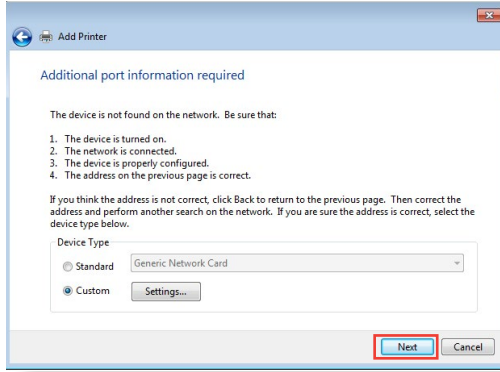 Add Printer
Additional port information required
The device is not found on the network.  Be sure that:
1.  The device is turned on.
2.  The network is connected.
3.  The device is properly configured.
4.  The address on the previous page is correct.
If you think the address is not correct, click Back to return to the previous page.  Then correct the
address and perform another search on the network.  If you are sure the address is correct, select the
device type below.
Device Type
Standard Generic Network Card
Custom Settings...
Next Cancel